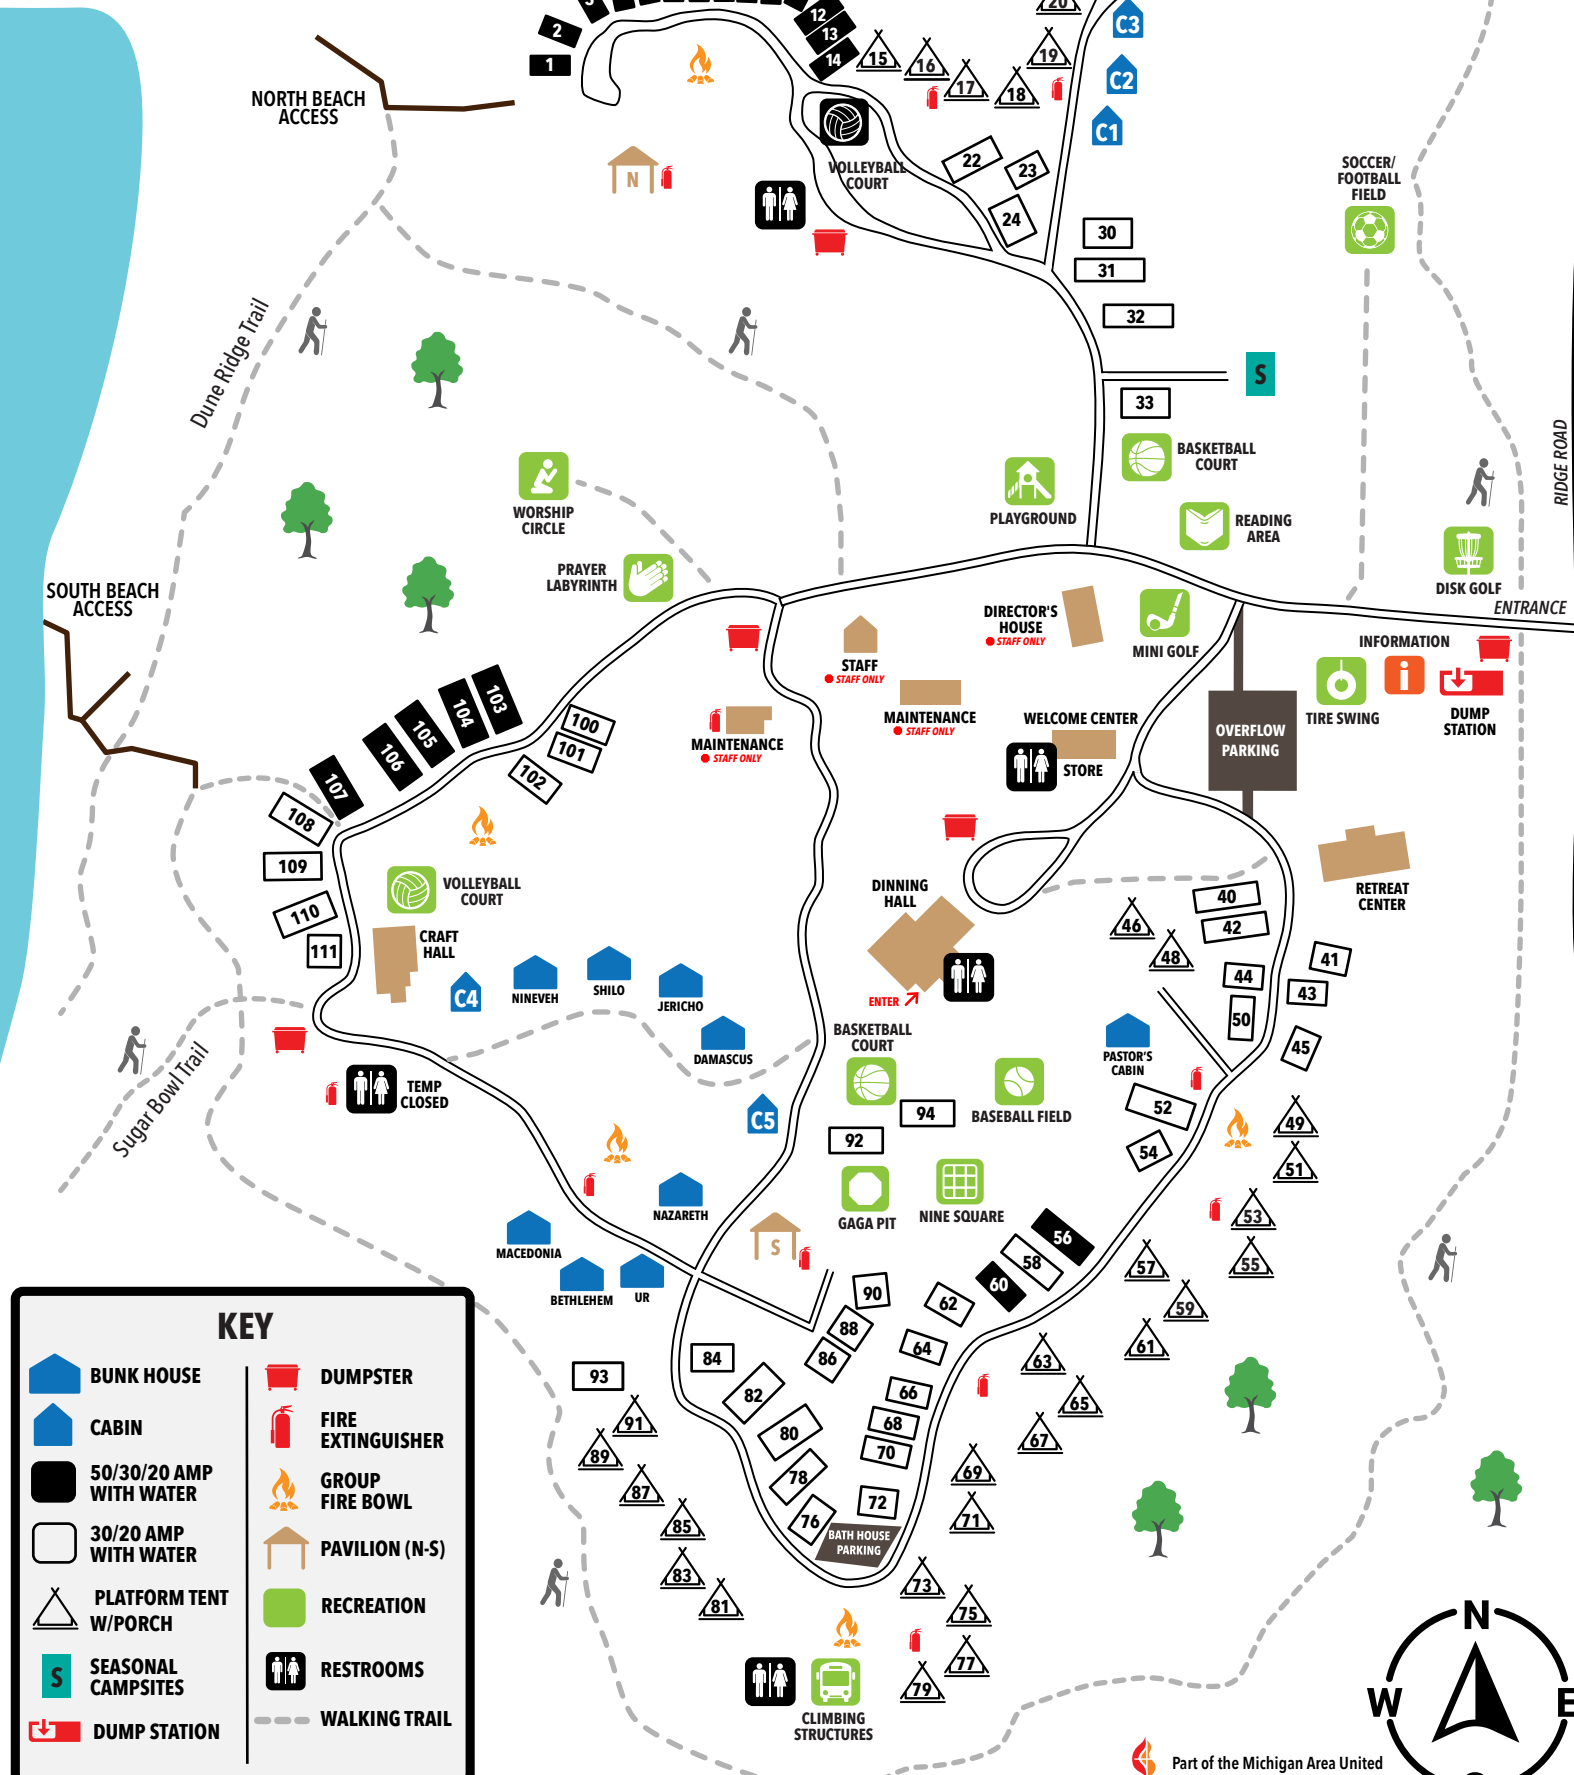 20
C3
12
3
2
13
1
14
15
16
19
17
18
C2
C1
NORTH BEACH
ACCESS
N
VOLLEYBALL
COURT
22
23
24
SOCCER/
FOOTBALL
FIELD
30
31
32
Dune Ridge Trail
S
33
BASKETBALL
COURT
RIDGE ROAD
WORSHIP
CIRCLE
PLAYGROUND
READING
AREA
PRAYER
LABYRINTH
DISK GOLF
SOUTH BEACH
ACCESS
ENTRANCE
DIRECTOR'S
HOUSE
STAFF ONLY
MINI GOLF
INFORMATION
i
STAFF
STAFF ONLY
TIRE SWING
DUMP
STATION
103
104
105
106
107
100
101
102
MAINTENANCE
STAFF ONLY
MAINTENANCE
STAFF ONLY
WELCOME CENTER
STORE
OVERFLOW
PARKING
108
109
110
111
VOLLEYBALL
COURT
CRAFT
HALL
DINNING
HALL
ENTER
RETREAT
CENTER
40
42
46
48
41
44
43
50
45
C4
NINEVEH
SHILO
JERICHO
DAMASCUS
BASKETBALL
COURT
PASTOR'S
CABIN
TEMP
CLOSED
Sugar Bowl Trail
C5
94
92
BASEBALL FIELD
52
54
49
51
GAGA PIT
NINE SQUARE
NAZARETH
MACEDONIA
BETHLEHEM
UR
S
53
55
56
58
60
57
59
61
90
62
88
86
64
84
82
66
63
65
93
91
89
80
68
70
67
69
87
78
72
71
85
76
BATH HOUSE
PARKING
83
81
73
75
77
79
CLIMBING
STRUCTURES
KEY
BUNK HOUSE
CABIN
50/30/20 AMP
WITH WATER
30/20 AMP
WITH WATER
PLATFORM TENT
W/PORCH
S
SEASONAL
CAMPSITES
DUMP STATION
DUMPSTER
FIRE
EXTINGUISHER
GROUP
FIRE BOWL
PAVILION (N-S)
RECREATION
RESTROOMS
WALKING TRAIL
N
W
E
Part of the Michigan Area United